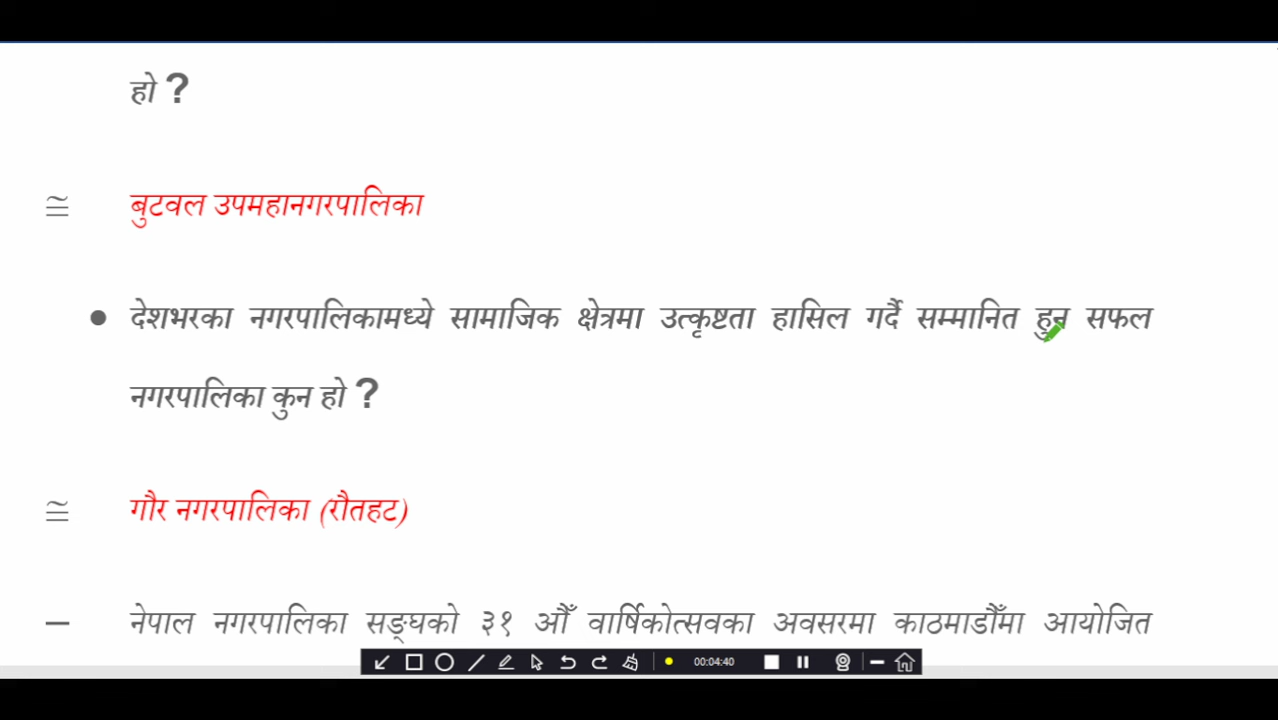 हो ?
≅ बुटवल उपमहानगरपालिका
● देशभरका नगरपालिकामध्ये सामाजिक क्षेत्रमा उत्कृष्टता हासिल गर्दै सम्मानित हुन सफल
नगरपालिका कुन हो ?
≅ गौर नगरपालिका (रौतहट)
– नेपाल नगरपालिका सङ्घको ३१ औँ वार्षिकोत्सवका अवसरमा काठमाडौँमा आयोजित
00:04:40